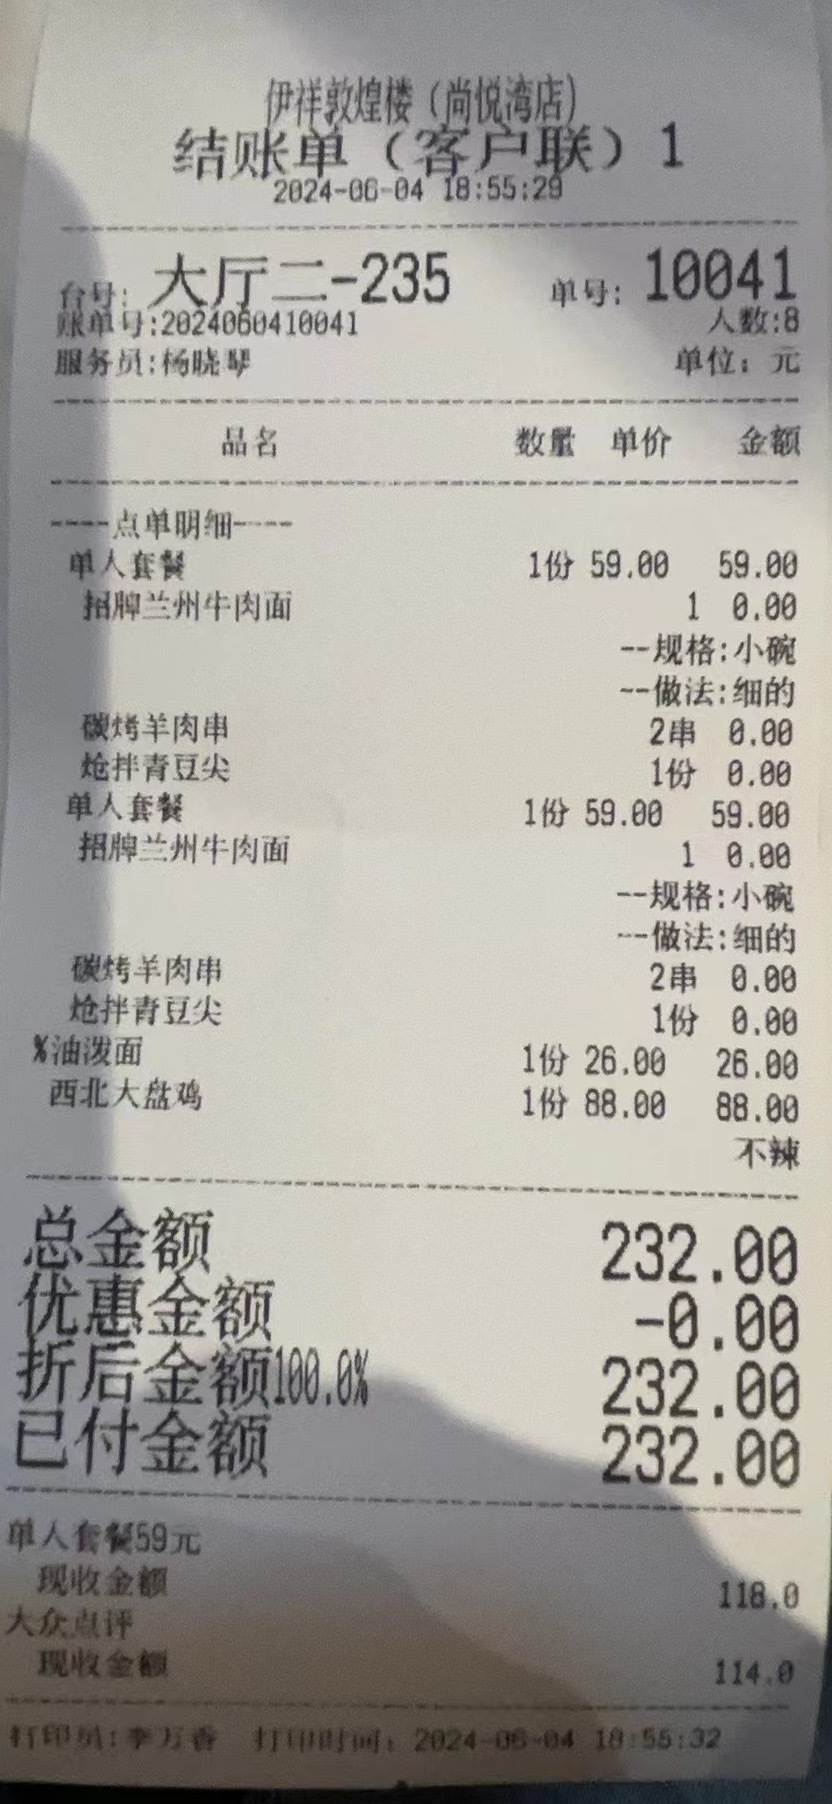 伊祥敦煌楼（尚悦湾店）
结账单（客户联）1
2024-06-04 18:55:29
台号: 大厅二-235 单号: 10041
账单号:2024060410041 人数:8
服务员:杨晓琴 单位: 元
品名 数量 单价 金额
----点单明细----
单人套餐 1份 59.00 59.00
招牌兰州牛肉面 1 0.00
--规格:小碗
--做法:细的
碳烤羊肉串 2串 0.00
炝拌青豆尖 1份 0.00
单人套餐 1份 59.00 59.00
招牌兰州牛肉面 1 0.00
--规格:小碗
--做法:细的
碳烤羊肉串 2串 0.00
炝拌青豆尖 1份 0.00
%油泼面 1份 26.00 26.00
西北大盘鸡 1份 88.00 88.00
不辣
总金额 232.00
优惠金额 -0.00
折后金额100.0% 232.00
已付金额 232.00
单人套餐59元
现收金额 118.0
大众点评
现收金额 114.0
打印员:李万香 打印时间: 2024-06-04 18:55:32